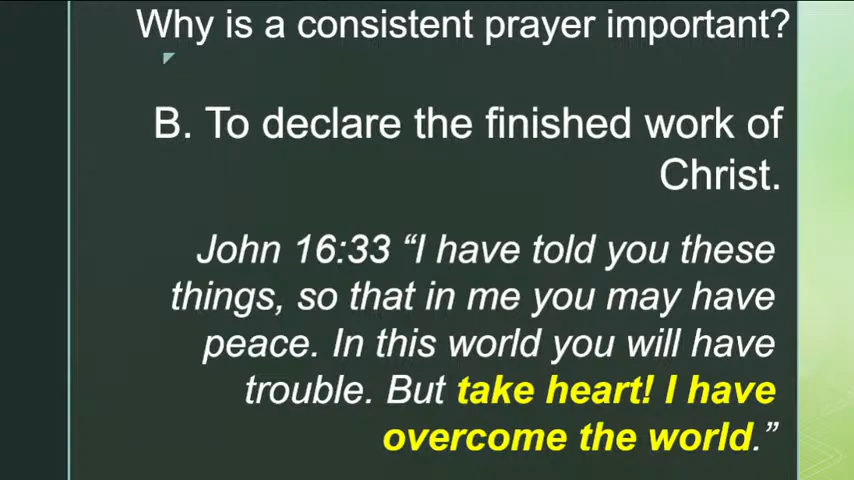 Why is a consistent prayer important?
B. To declare the finished work of
Christ.
John 16:33 “I have told you these
things, so that in me you may have
peace. In this world you will have
trouble. But take heart! I have
overcome the world.”